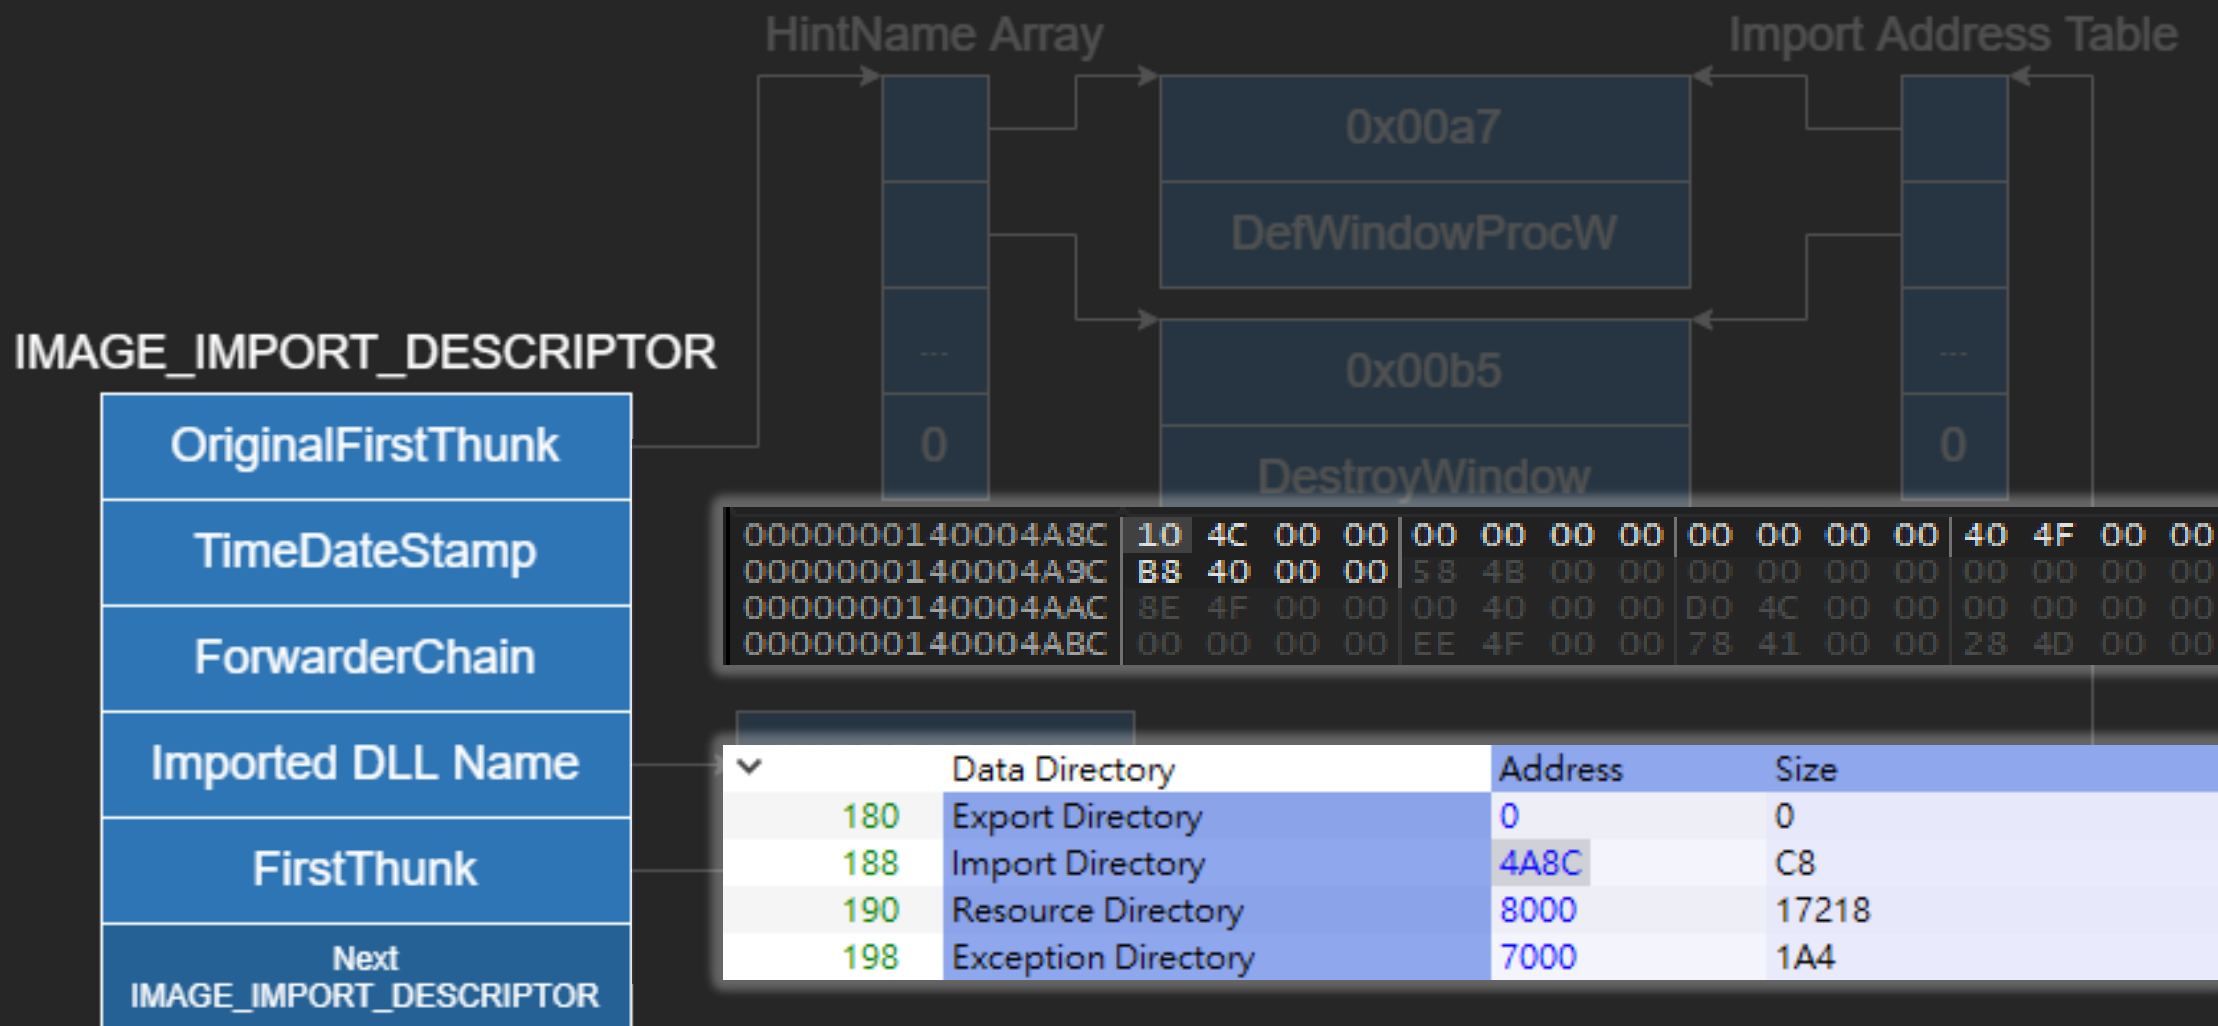 HintName Array
Import Address Table
0x00a7
DefWindowProcW
...
...
0x00b5
0
0
DestroyWindow
IMAGE_IMPORT_DESCRIPTOR
OriginalFirstThunk
TimeDateStamp
ForwarderChain
Imported DLL Name
FirstThunk
Next
IMAGE_IMPORT_DESCRIPTOR
0000000140004A8C 10 4C 00 00 00 00 00 00 00 00 00 00 40 4F 00 00
0000000140004A9C B8 40 00 00 58 4B 00 00 00 00 00 00 00 00 00 00
0000000140004AAC 8E 4F 00 00 00 40 00 00 D0 4C 00 00 00 00 00 00
0000000140004ABC 00 00 00 00 EE 4F 00 00 78 41 00 00 28 4D 00 00
Data Directory Address Size
180 Export Directory 0 0
188 Import Directory 4A8C C8
190 Resource Directory 8000 17218
198 Exception Directory 7000 1A4